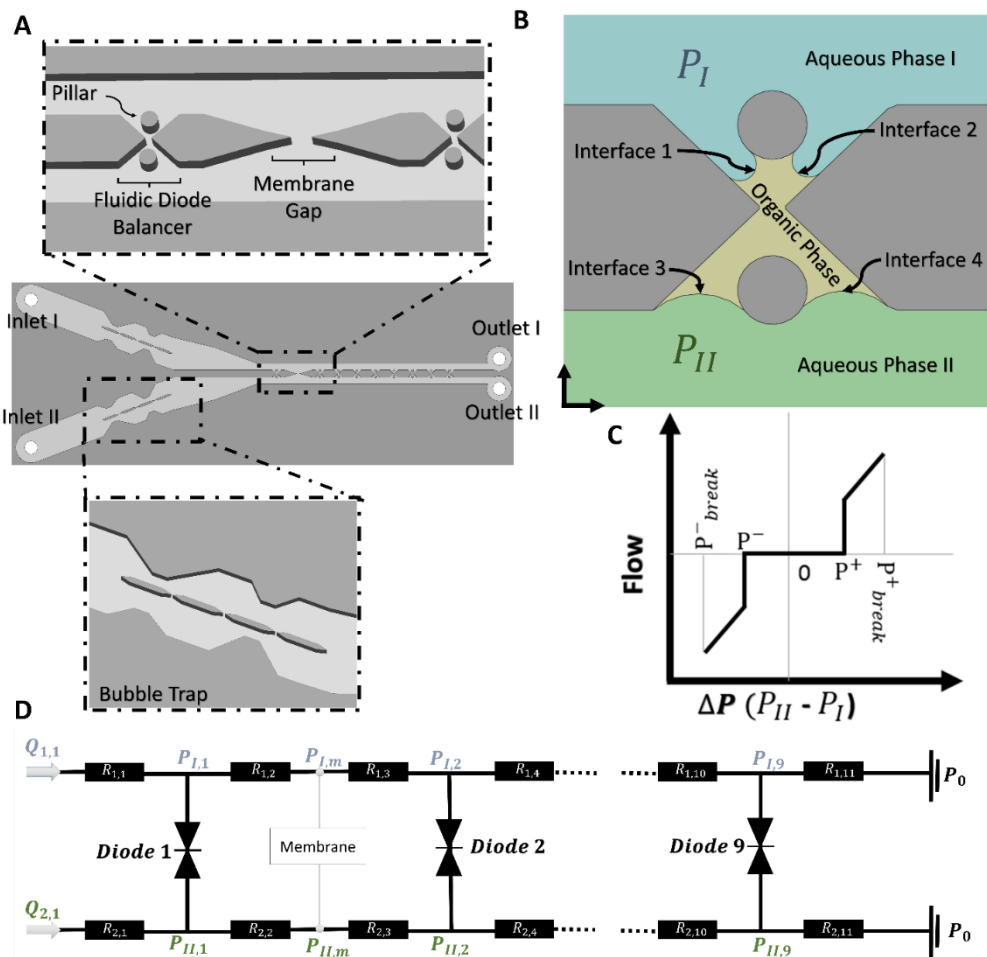 A
Pillar
Fluidic Diode
Balancer
Membrane
Gap
Inlet I
Inlet II
Outlet I
Outlet II
Bubble Trap
B
P_I
Aqueous Phase I
Interface 1
Interface 2
Organic Phase
Interface 3
Interface 4
P_II
Aqueous Phase II
C
Flow
P^-_break
P^-
0
P^+
P^+_break
ΔP (P_II - P_I)
D
Q_1,1
R_1,1
P_I,1
R_1,2
P_I,m
R_1,3
P_I,2
R_1,4
R_1,10
P_I,9
R_1,11
P_0
Diode 1
Membrane
Diode 2
Diode 9
Q_2,1
R_2,1
P_II,1
R_2,2
P_II,m
R_2,3
P_II,2
R_2,4
R_2,10
P_II,9
R_2,11
P_0